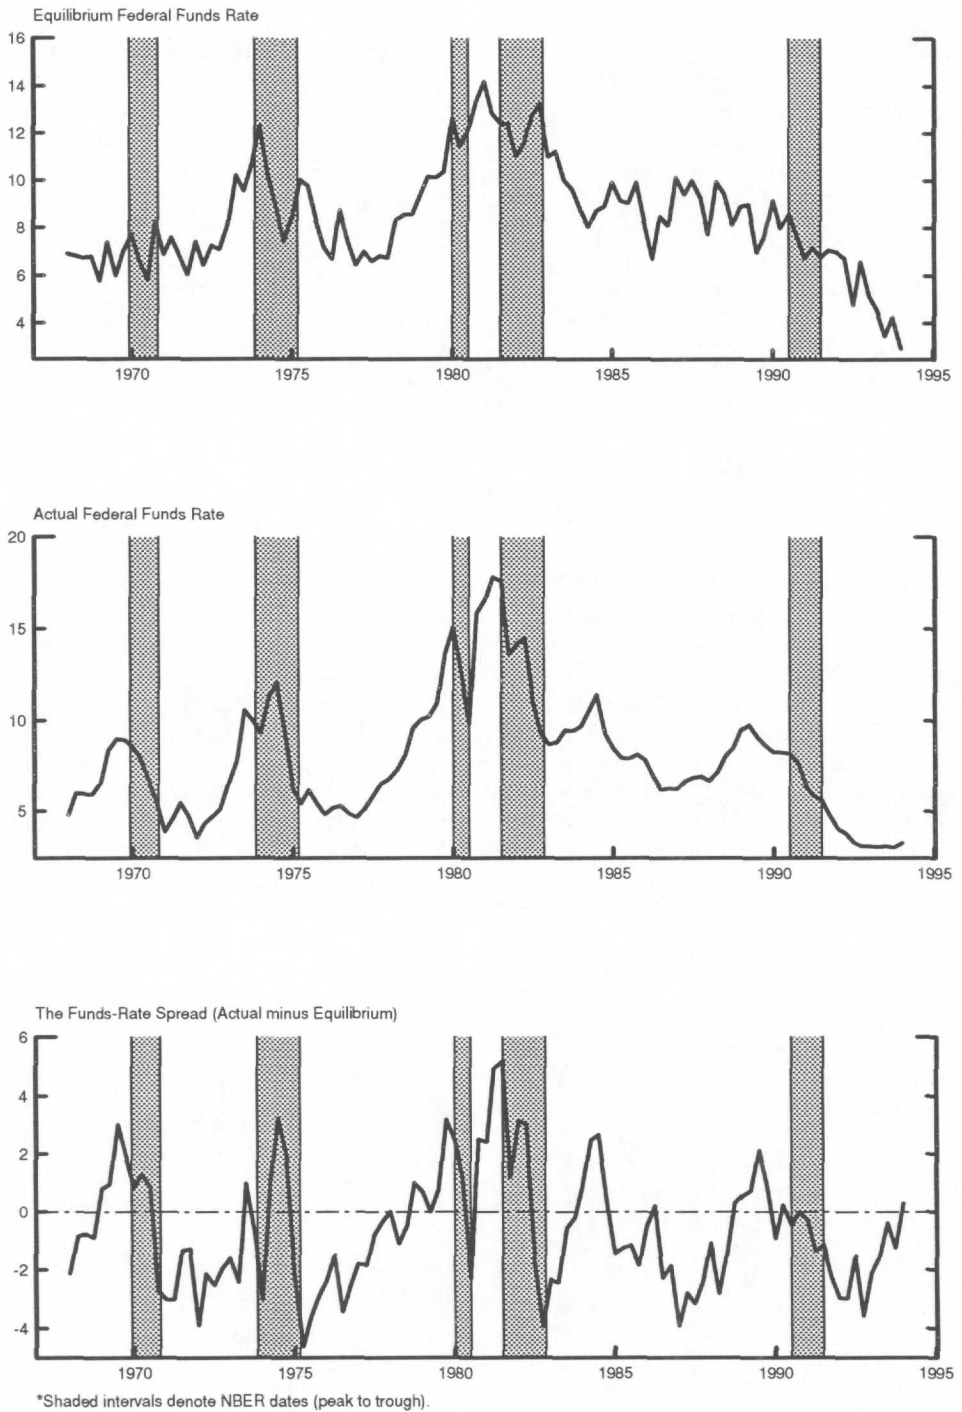 Equilibrium Federal Funds Rate
16
14
12
10
8
6
4
1970 1975 1980 1985 1990 1995
Actual Federal Funds Rate
20
15
10
5
1970 1975 1980 1985 1990 1995
The Funds-Rate Spread (Actual minus Equilibrium)
6
4
2
0
-2
-4
1970 1975 1980 1985 1990 1995
*Shaded intervals denote NBER dates (peak to trough).